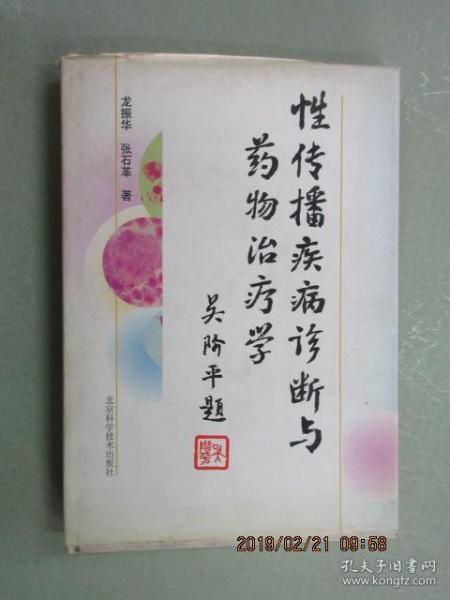 性传播疾病诊断与
药物治疗学
吴阶平题
龙振华 张石革 著
北京科学技术出版社
2019/02/21 09:58
孔夫子旧书网
www.kongfz.com